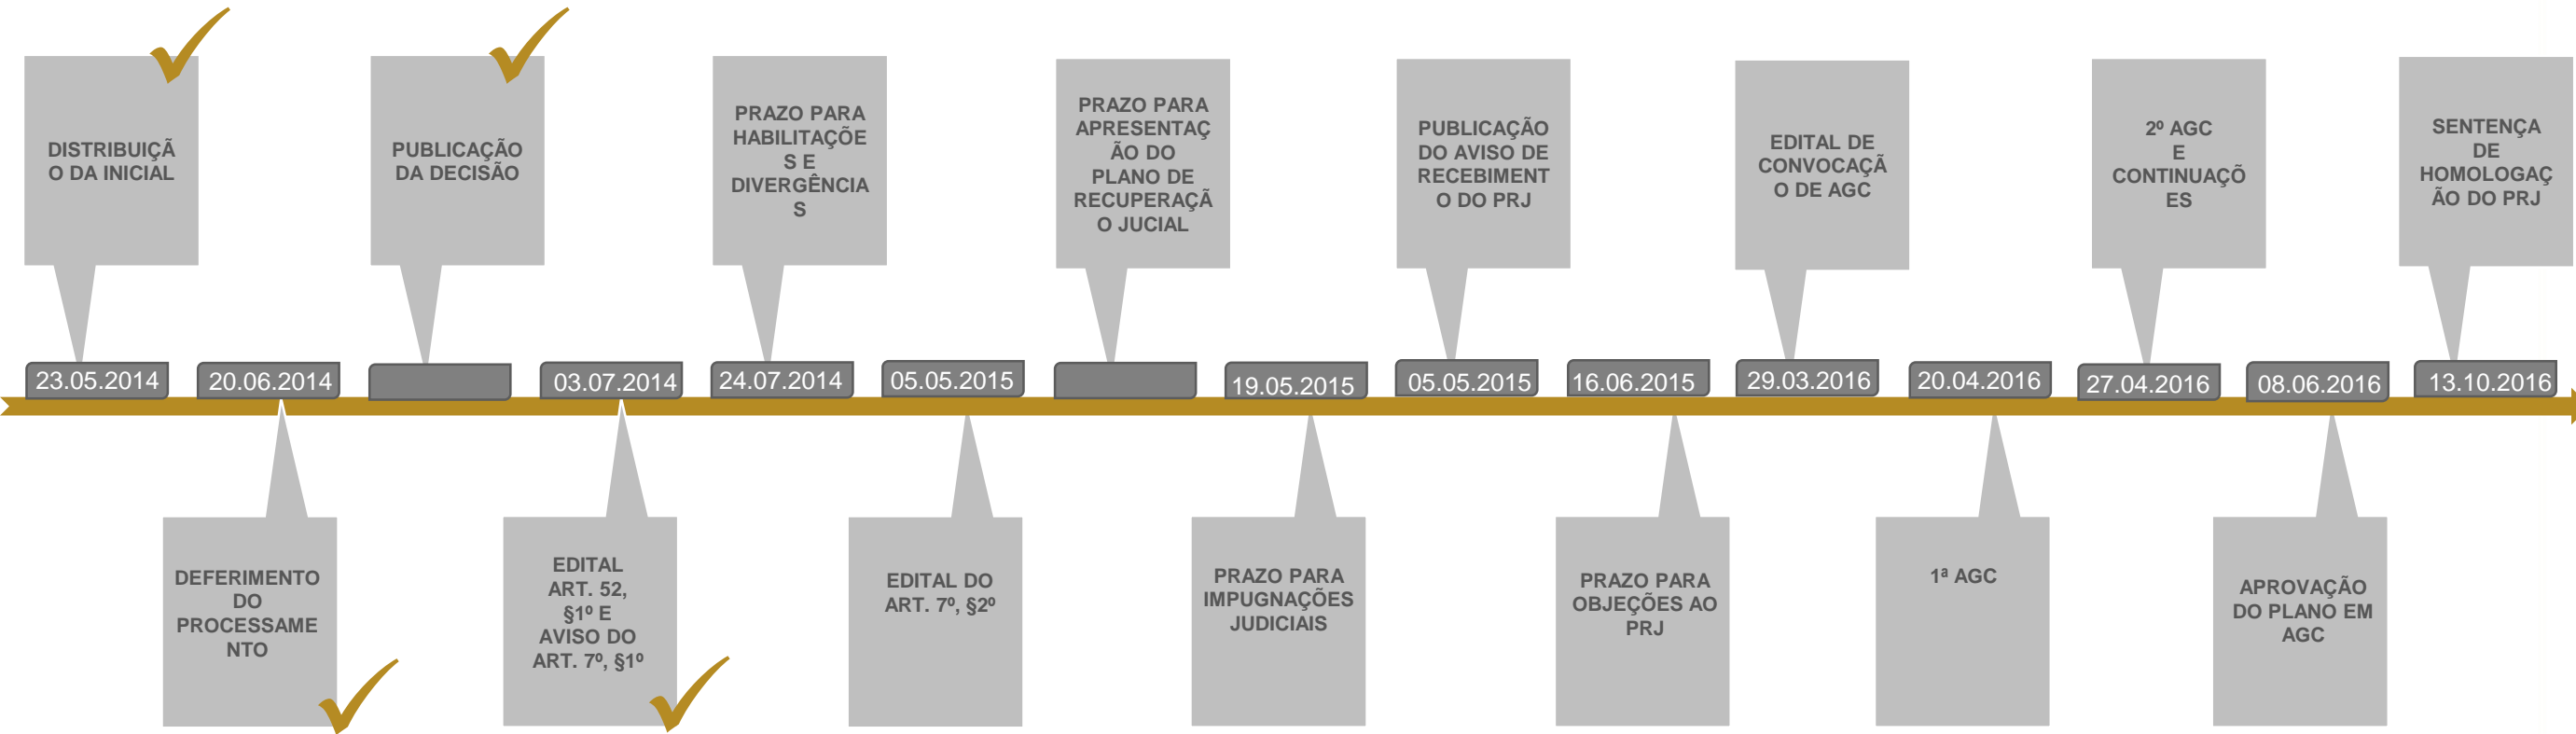 DISTRIBUIÇÃ
O DA INICIAL
PUBLICAÇÃO
DA DECISÃO
PRAZO PARA
HABILITAÇÕE
S E
DIVERGÊNCIA
S
PRAZO PARA
APRESENTAÇ
ÃO DO
PLANO DE
RECUPERAÇÃ
O JUCIAL
PUBLICAÇÃO
DO AVISO DE
RECEBIMENT
O DO PRJ
EDITAL DE
CONVOCAÇÃ
O DE AGC
2º AGC
E
CONTINUAÇÕ
ES
SENTENÇA
DE
HOMOLOGAÇ
ÃO DO PRJ
23.05.2014
20.06.2014
03.07.2014
24.07.2014
05.05.2015
19.05.2015
05.05.2015
16.06.2015
29.03.2016
20.04.2016
27.04.2016
08.06.2016
13.10.2016
DEFERIMENTO
DO
PROCESSAME
NTO
EDITAL
ART. 52,
§1º E
AVISO DO
ART. 7º, §1º
EDITAL DO
ART. 7º, §2º
PRAZO PARA
IMPUGNAÇÕES
JUDICIAIS
PRAZO PARA
OBJEÇÕES AO
PRJ
1ª AGC
APROVAÇÃO
DO PLANO EM
AGC